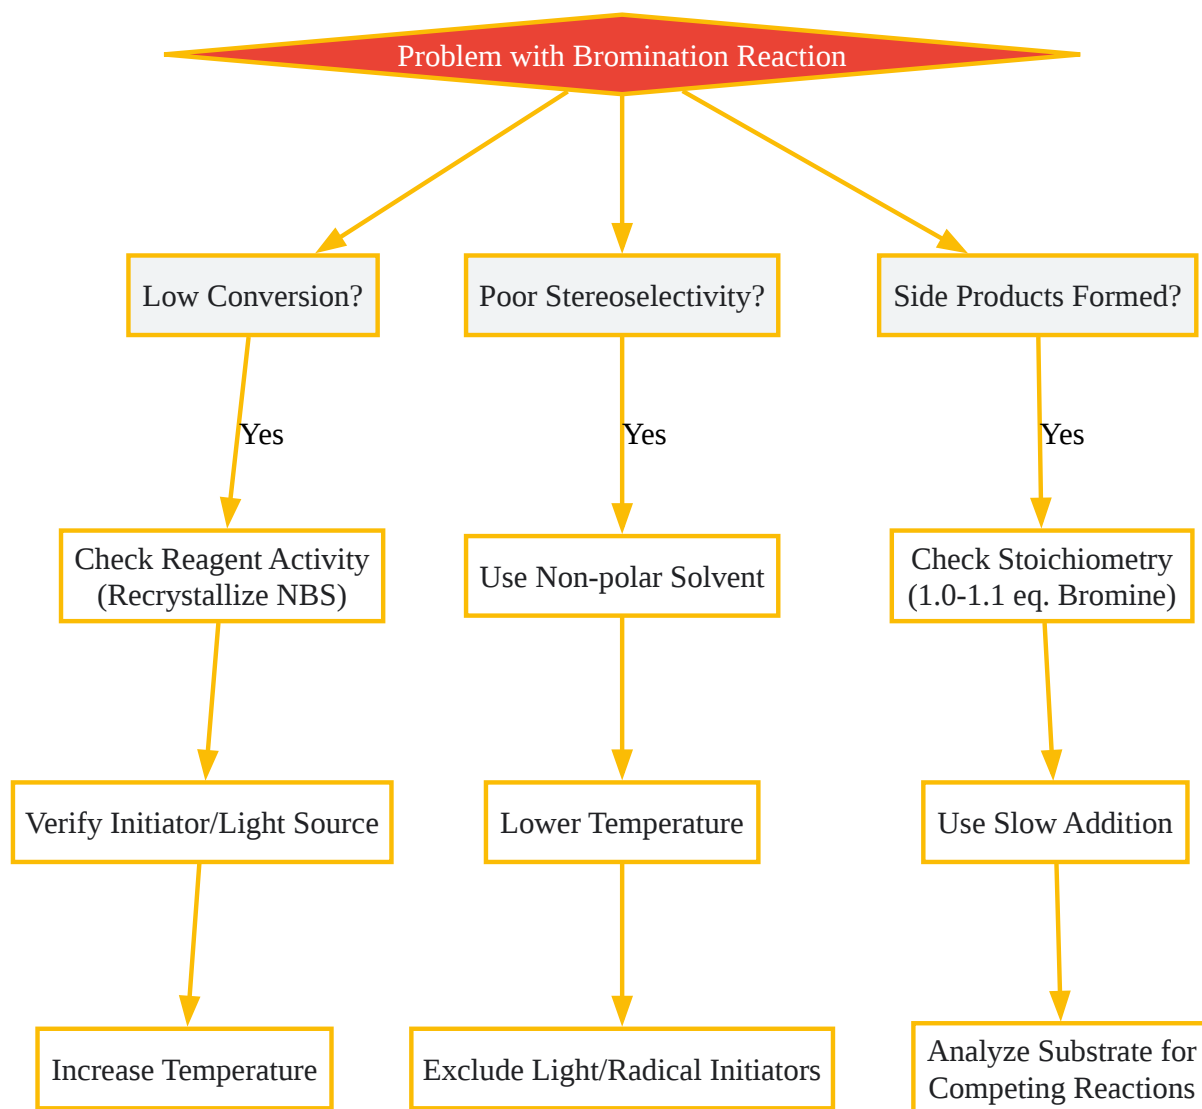 Problem with Bromination Reaction
Low Conversion?
Poor Stereoselectivity?
Side Products Formed?
Yes
Yes
Yes
Check Reagent Activity
(Recrystallize NBS)
Use Non-polar Solvent
Check Stoichiometry
(1.0-1.1 eq. Bromine)
Verify Initiator/Light Source
Lower Temperature
Use Slow Addition
Increase Temperature
Exclude Light/Radical Initiators
Analyze Substrate for
Competing Reactions